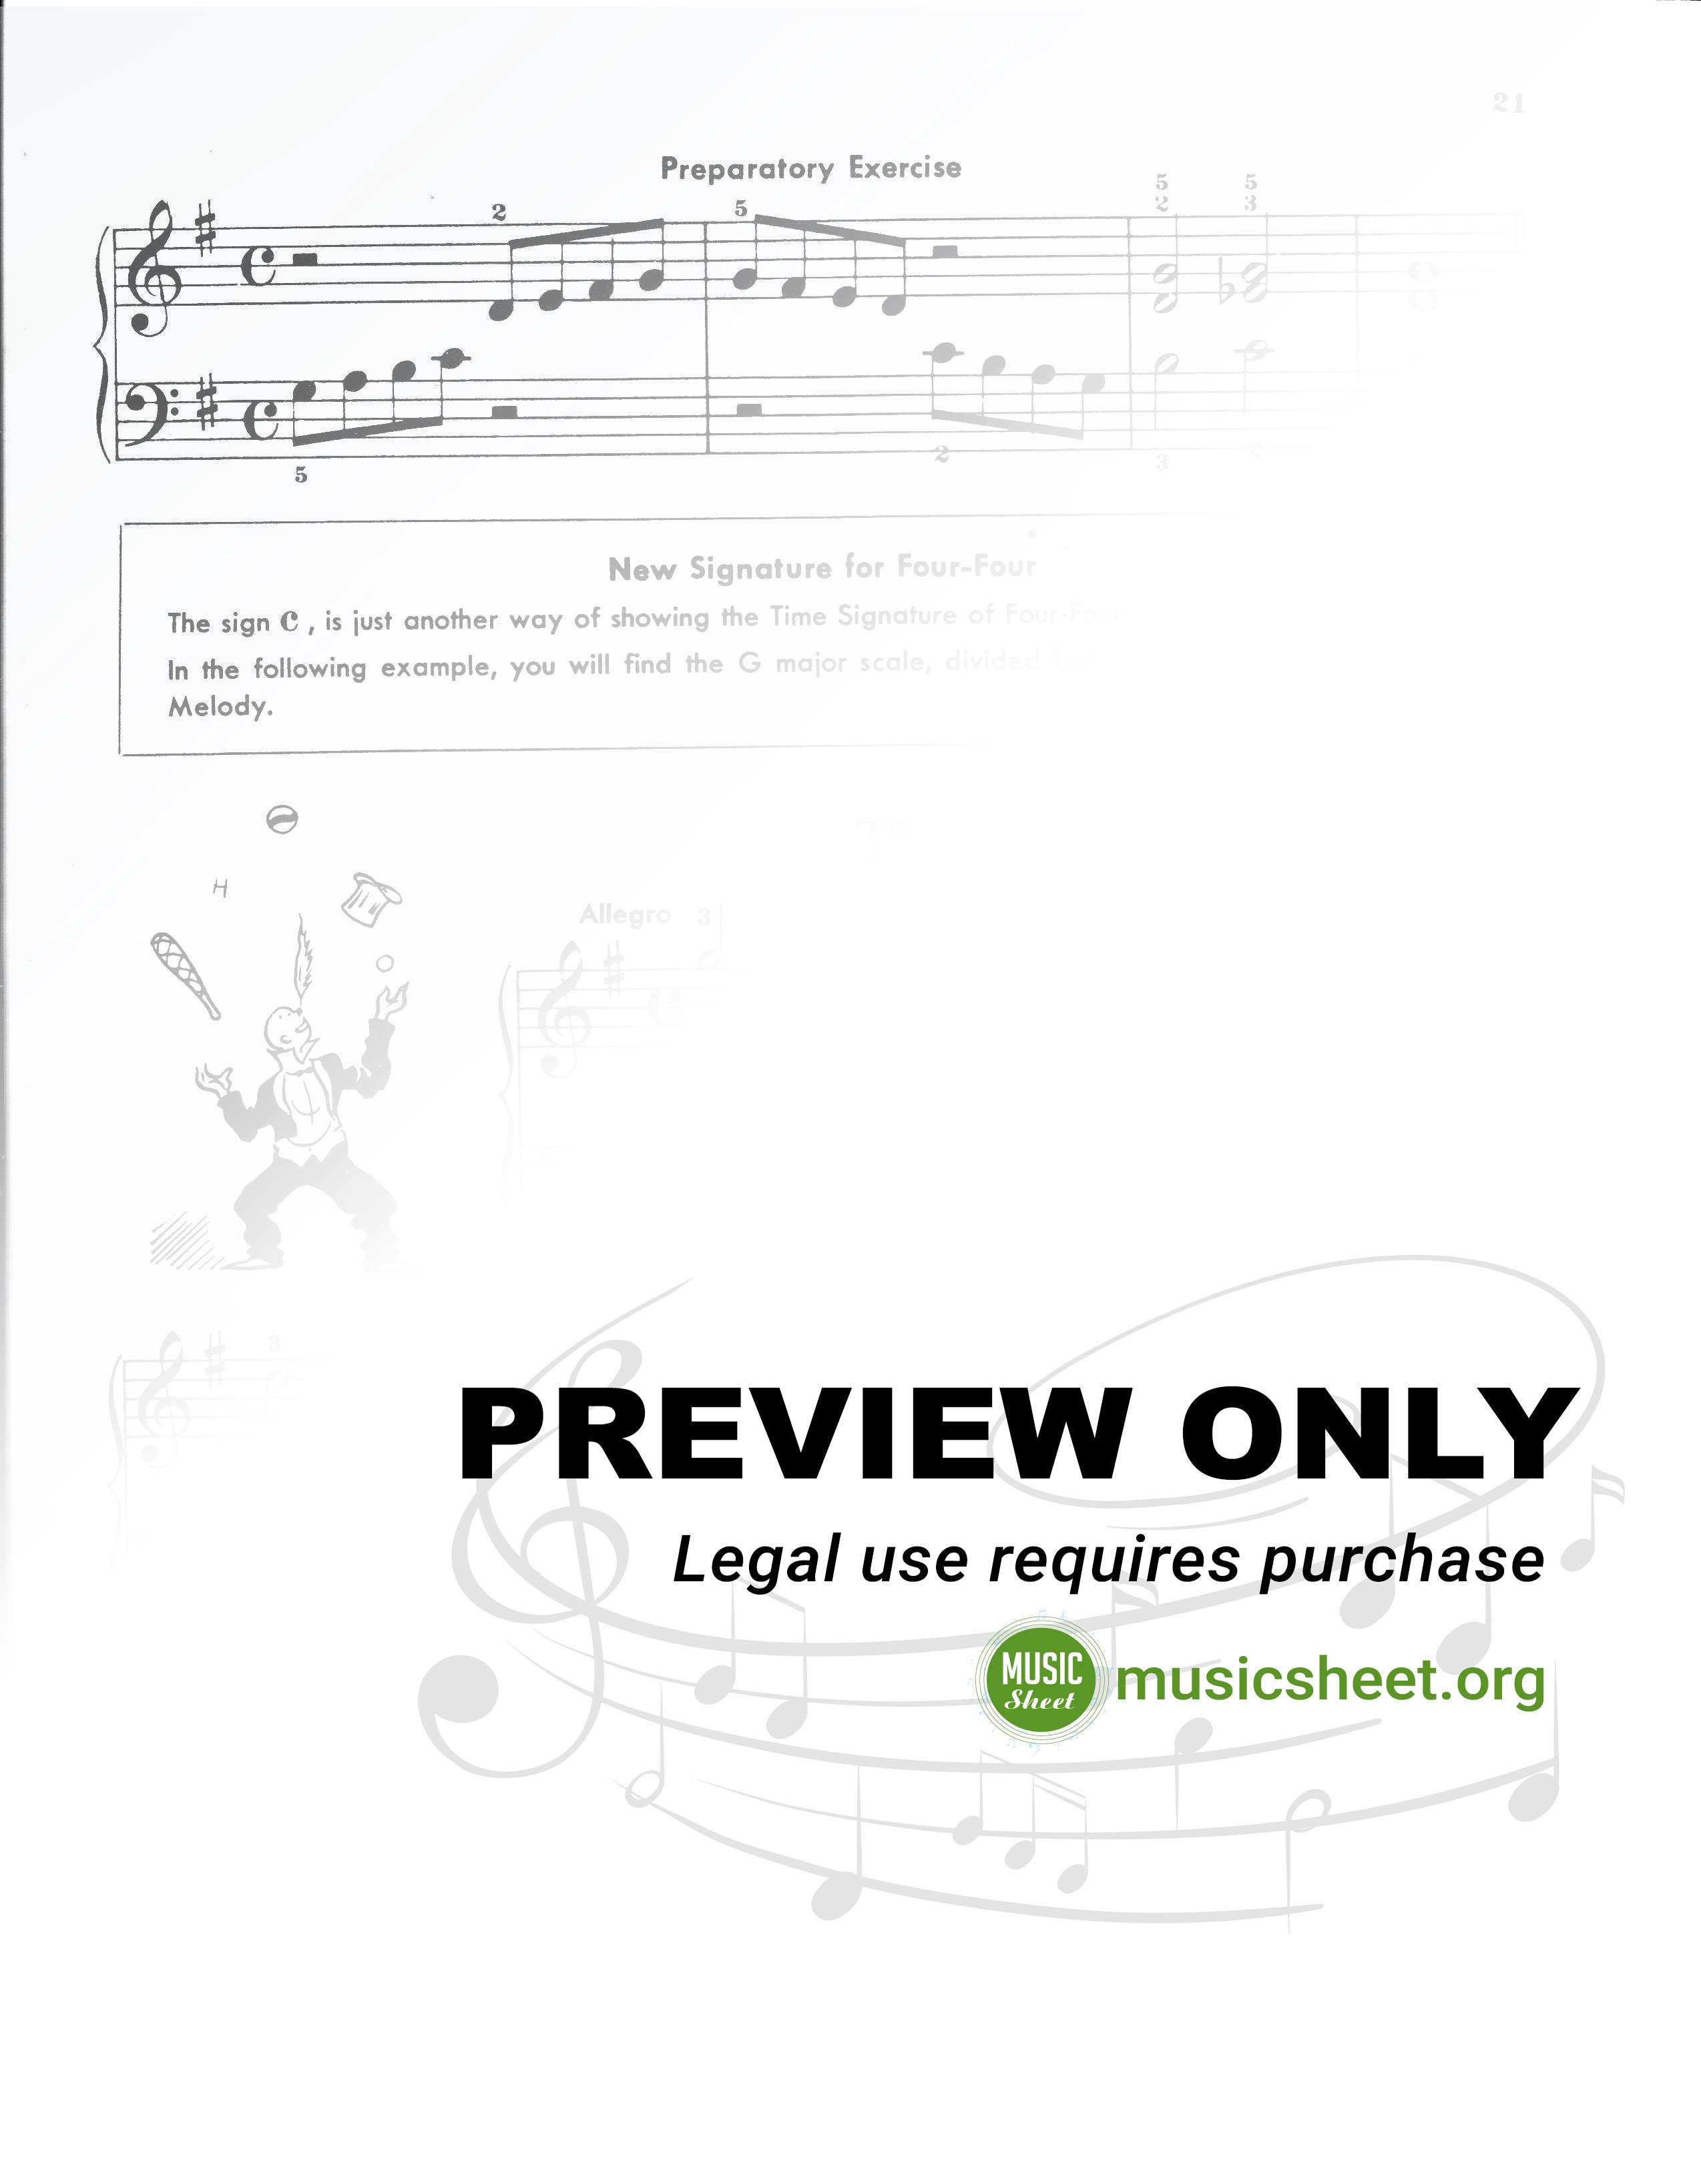 21
Preparatory Exercise
5 5
2 5 2 3
5 2 3
New Signature for Four-Four
The sign C, is just another way of showing the Time Signature of Four-Four
In the following example, you will find the G major scale, divided
Melody.
H
Allegro 3
3
PREVIEW ONLY
Legal use requires purchase
MUSIC
Sheet
musicsheet.org